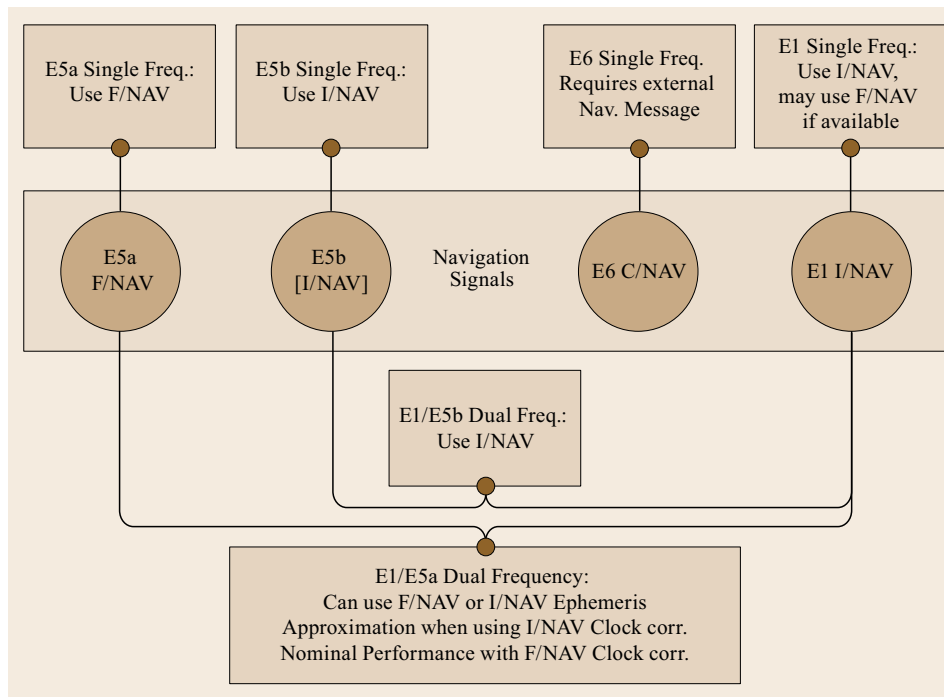 E5a Single Freq.:
Use F/NAV
E5b Single Freq.:
Use I/NAV
E6 Single Freq.
Requires external
Nav. Message
E1 Single Freq.:
Use I/NAV,
may use F/NAV
if available
E5a
F/NAV
E5b
[I/NAV]
Navigation
Signals
E6 C/NAV
E1 I/NAV
E1/E5b Dual Freq.:
Use I/NAV
E1/E5a Dual Frequency:
Can use F/NAV or I/NAV Ephemeris
Approximation when using I/NAV Clock corr.
Nominal Performance with F/NAV Clock corr.